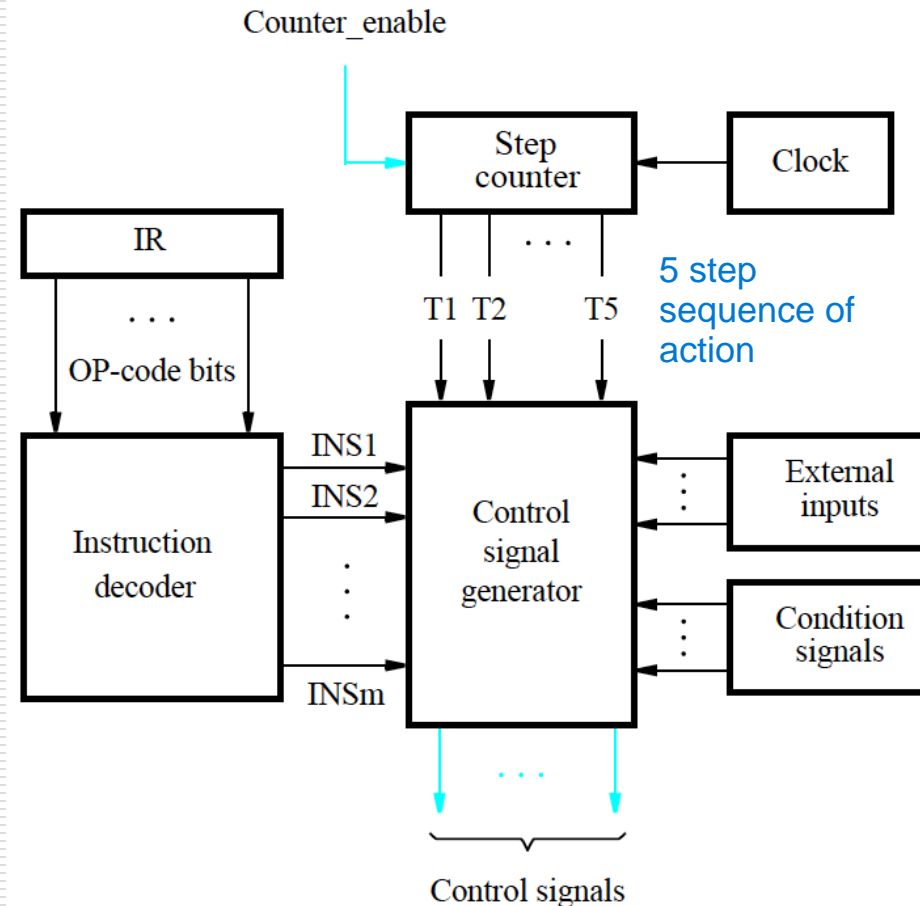 Counter_enable
Step
counter
Clock
IR
. . .
. . .
T1 T2 T5
5 step
sequence of
action
OP-code bits
INS1
INS2
Instruction
decoder
.
.
.
INSm
Control
signal
generator
.
.
.
External
inputs
.
.
.
Condition
signals
. . .
Control signals